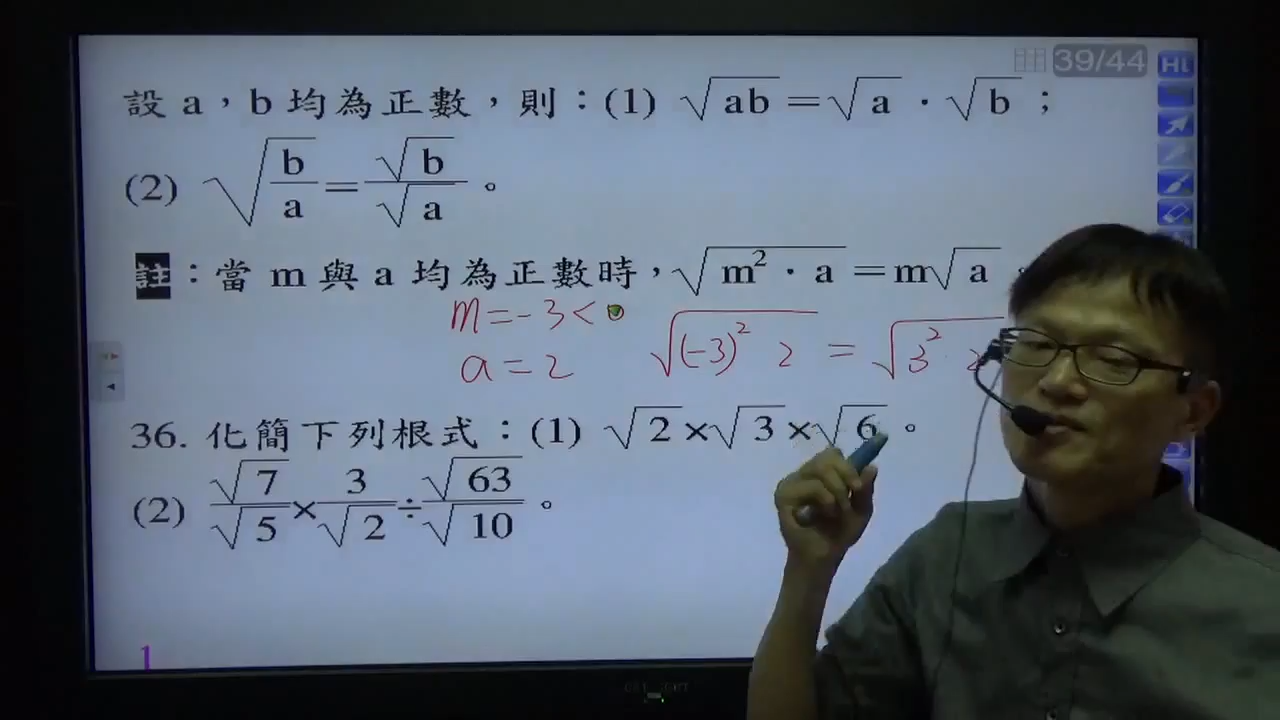 39/44
設 a，b 均為正數，則：(1) √ab = √a · √b ；
(2) √(b/a) = √b/√a 。
註：當 m 與 a 均為正數時，√(m² · a) = m√a 。
m = -3 < 0
a = 2
√((-3)² 2) = √(3² 2)
36. 化簡下列根式：(1) √2 × √3 × √6 。
(2) √7/√5 × 3/√2 ÷ √63/√10 。
1